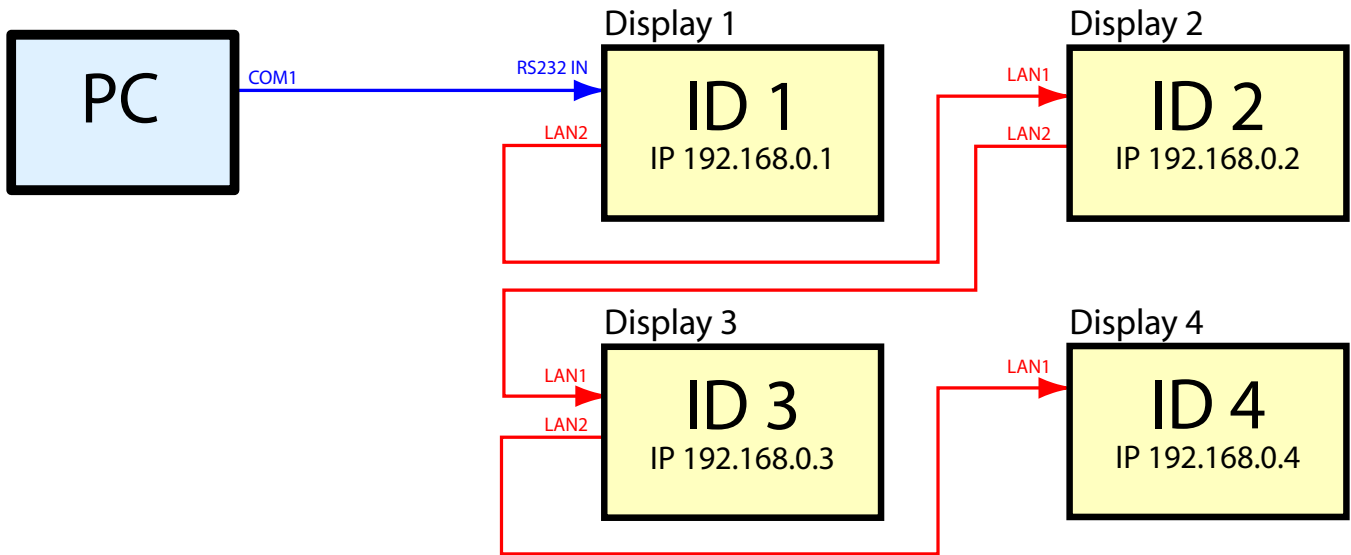 Display 1
Display 2
PC
COM1
RS232 IN
LAN2
ID 1
IP 192.168.0.1
LAN1
LAN2
ID 2
IP 192.168.0.2
Display 3
Display 4
LAN1
LAN2
ID 3
IP 192.168.0.3
LAN1
ID 4
IP 192.168.0.4